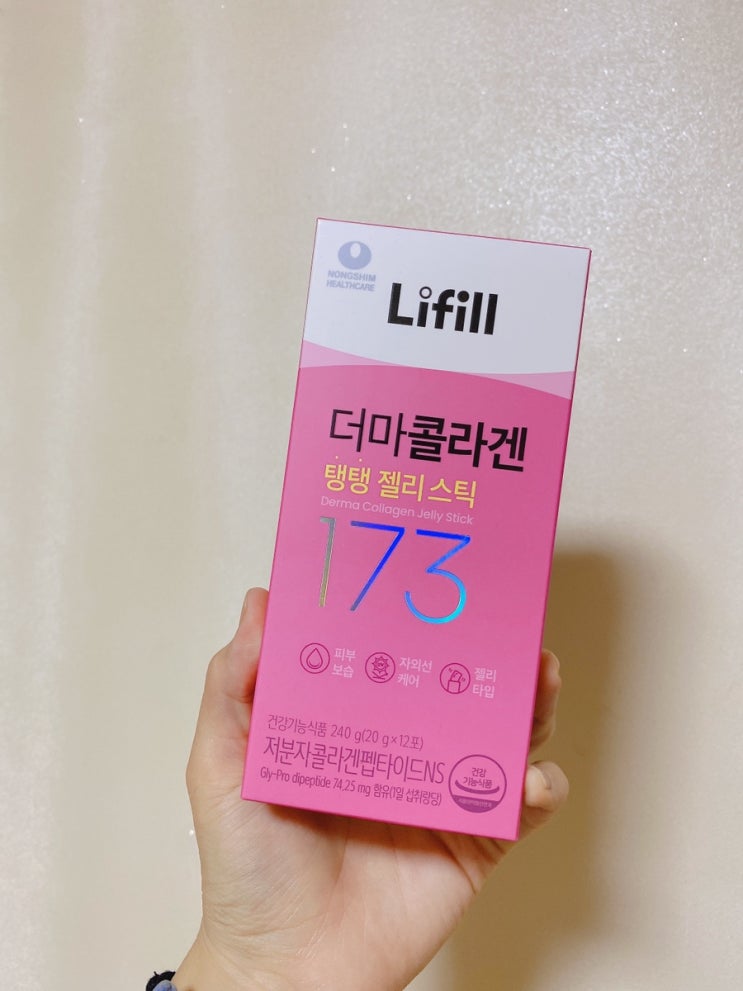 NONGSHIM
HEALTHCARE
Lifill
더마콜라겐
탱탱 젤리 스틱
Derma Collagen Jelly Stick
173
피부
보습
자외선
케어
젤리
타입
건강기능식품 240 g(20 g×12포)
저분자콜라겐펩타이드NS
Gly-Pro dipeptide 74.25 mg 함유(1일 섭취량당)
건강
기능식품